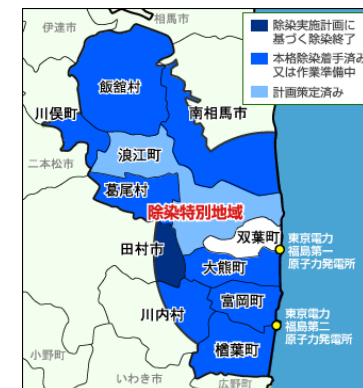 相馬市
伊達市
除染実施計画に
基づく除染終了
本格除染着手済み
又は作業準備中
計画策定済み
飯舘村
川俣町
南相馬市
二本松市
浪江町
葛尾村
除染特別地域
双葉町
東京電力
福島第一
原子力発電所
田村市
大熊町
富岡町
川内村
東京電力
福島第二
原子力発電所
楢葉町
小野町
いわき市
広野町